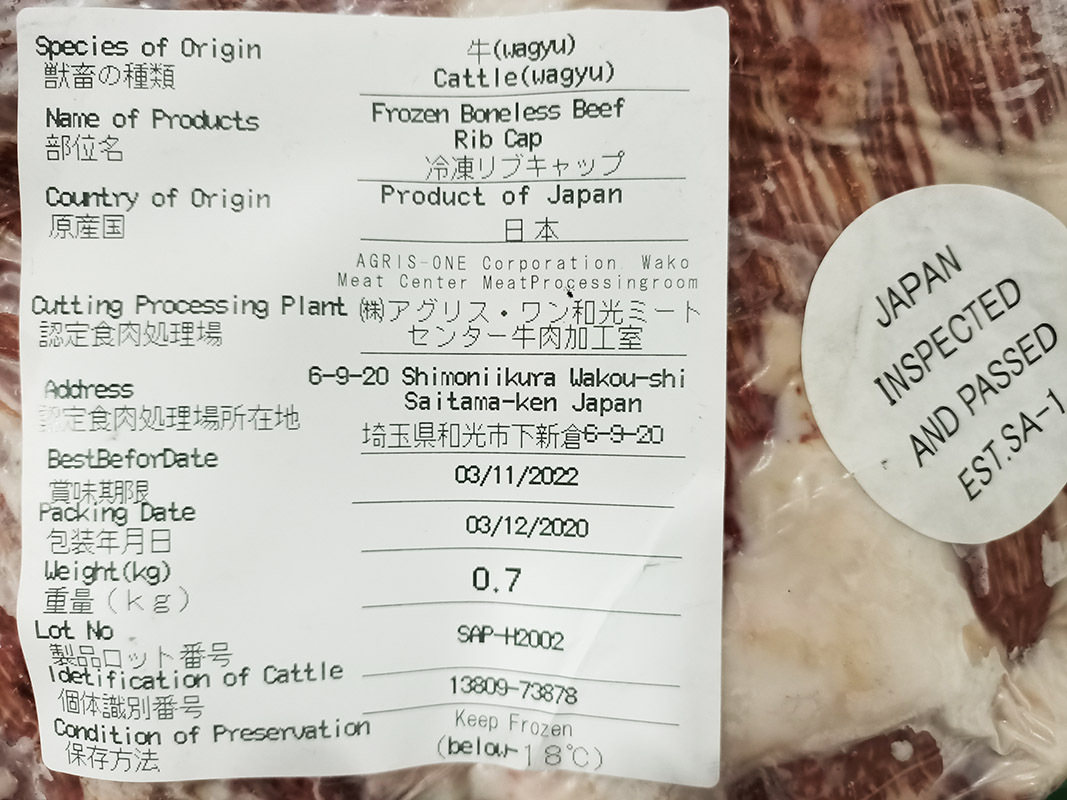 Species of Origin
獣畜の種類
牛(wagyu)
Cattle(wagyu)
Name of Products
部位名
Frozen Boneless Beef
Rib Cap
冷凍リブキャップ
Country of Origin
原産国
Product of Japan
日本
AGRIS-ONE Corporation. Wako
Meat Center MeatProcessingroom
Cutting Processing Plant
認定食肉処理場
㈱アグリス・ワン和光ミート
センター牛肉加工室
Address
認定食肉処理場所在地
6-9-20 Shimoniikura Wakou-shi
Saitama-ken Japan
埼玉県和光市下新倉6-9-20
BestBeforDate
賞味期限
03/11/2022
Packing Date
包装年月日
03/12/2020
Weight(kg)
重量(kg)
0.7
Lot No
製品ロット番号
SAP-H2002
Idetification of Cattle
個体識別番号
13809-73878
Condition of Preservation
保存方法
Keep Frozen
(below-18℃)
JAPAN
INSPECTED
AND PASSED
EST.SA-1